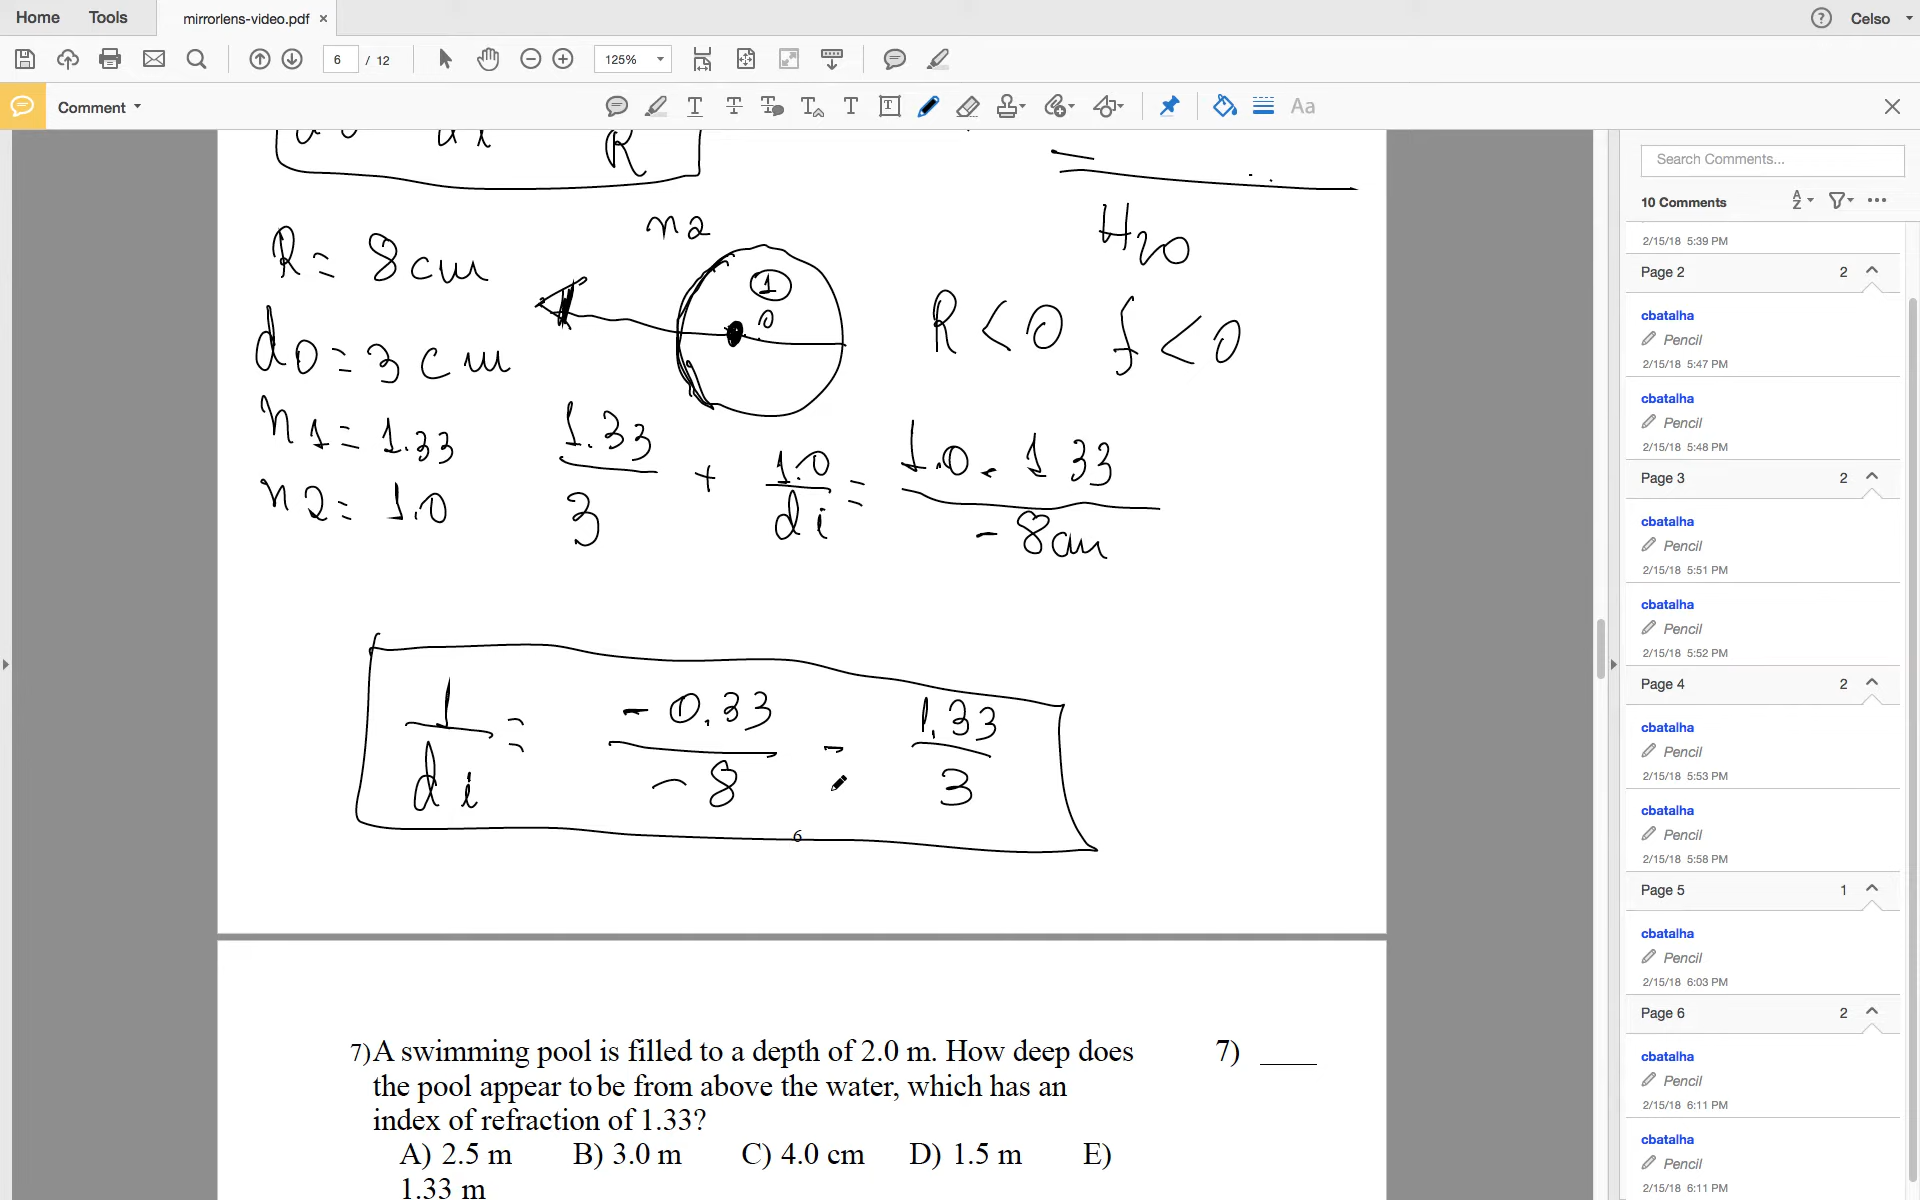 Home Tools mirrorlens-video.pdf × Celso
6 / 12 125%
Comment Aa
Search Comments...
10 Comments
2/15/18 5:39 PM
Page 2 2
cbatalha
Pencil
2/15/18 5:47 PM
cbatalha
Pencil
2/15/18 5:48 PM
Page 3 2
cbatalha
Pencil
2/15/18 5:51 PM
cbatalha
Pencil
2/15/18 5:52 PM
Page 4 2
cbatalha
Pencil
2/15/18 5:53 PM
cbatalha
Pencil
2/15/18 5:58 PM
Page 5 1
cbatalha
Pencil
2/15/18 6:03 PM
Page 6 2
cbatalha
Pencil
2/15/18 6:11 PM
cbatalha
Pencil
2/15/18 6:11 PM
do di R
H20
n2
R = 8 cm
1
0
R < 0 f < 0
do = 3 cm
n1 = 1.33
n2 = 1.0
1.33 / 3 + 1.0 / di = 1.0 - 1.33 / - 8cm
1 / di = - 0.33 / - 8 - 1.33 / 3
6
7) A swimming pool is filled to a depth of 2.0 m. How deep does 7) ____
the pool appear to be from above the water, which has an
index of refraction of 1.33?
A) 2.5 m B) 3.0 m C) 4.0 cm D) 1.5 m E)
1.33 m